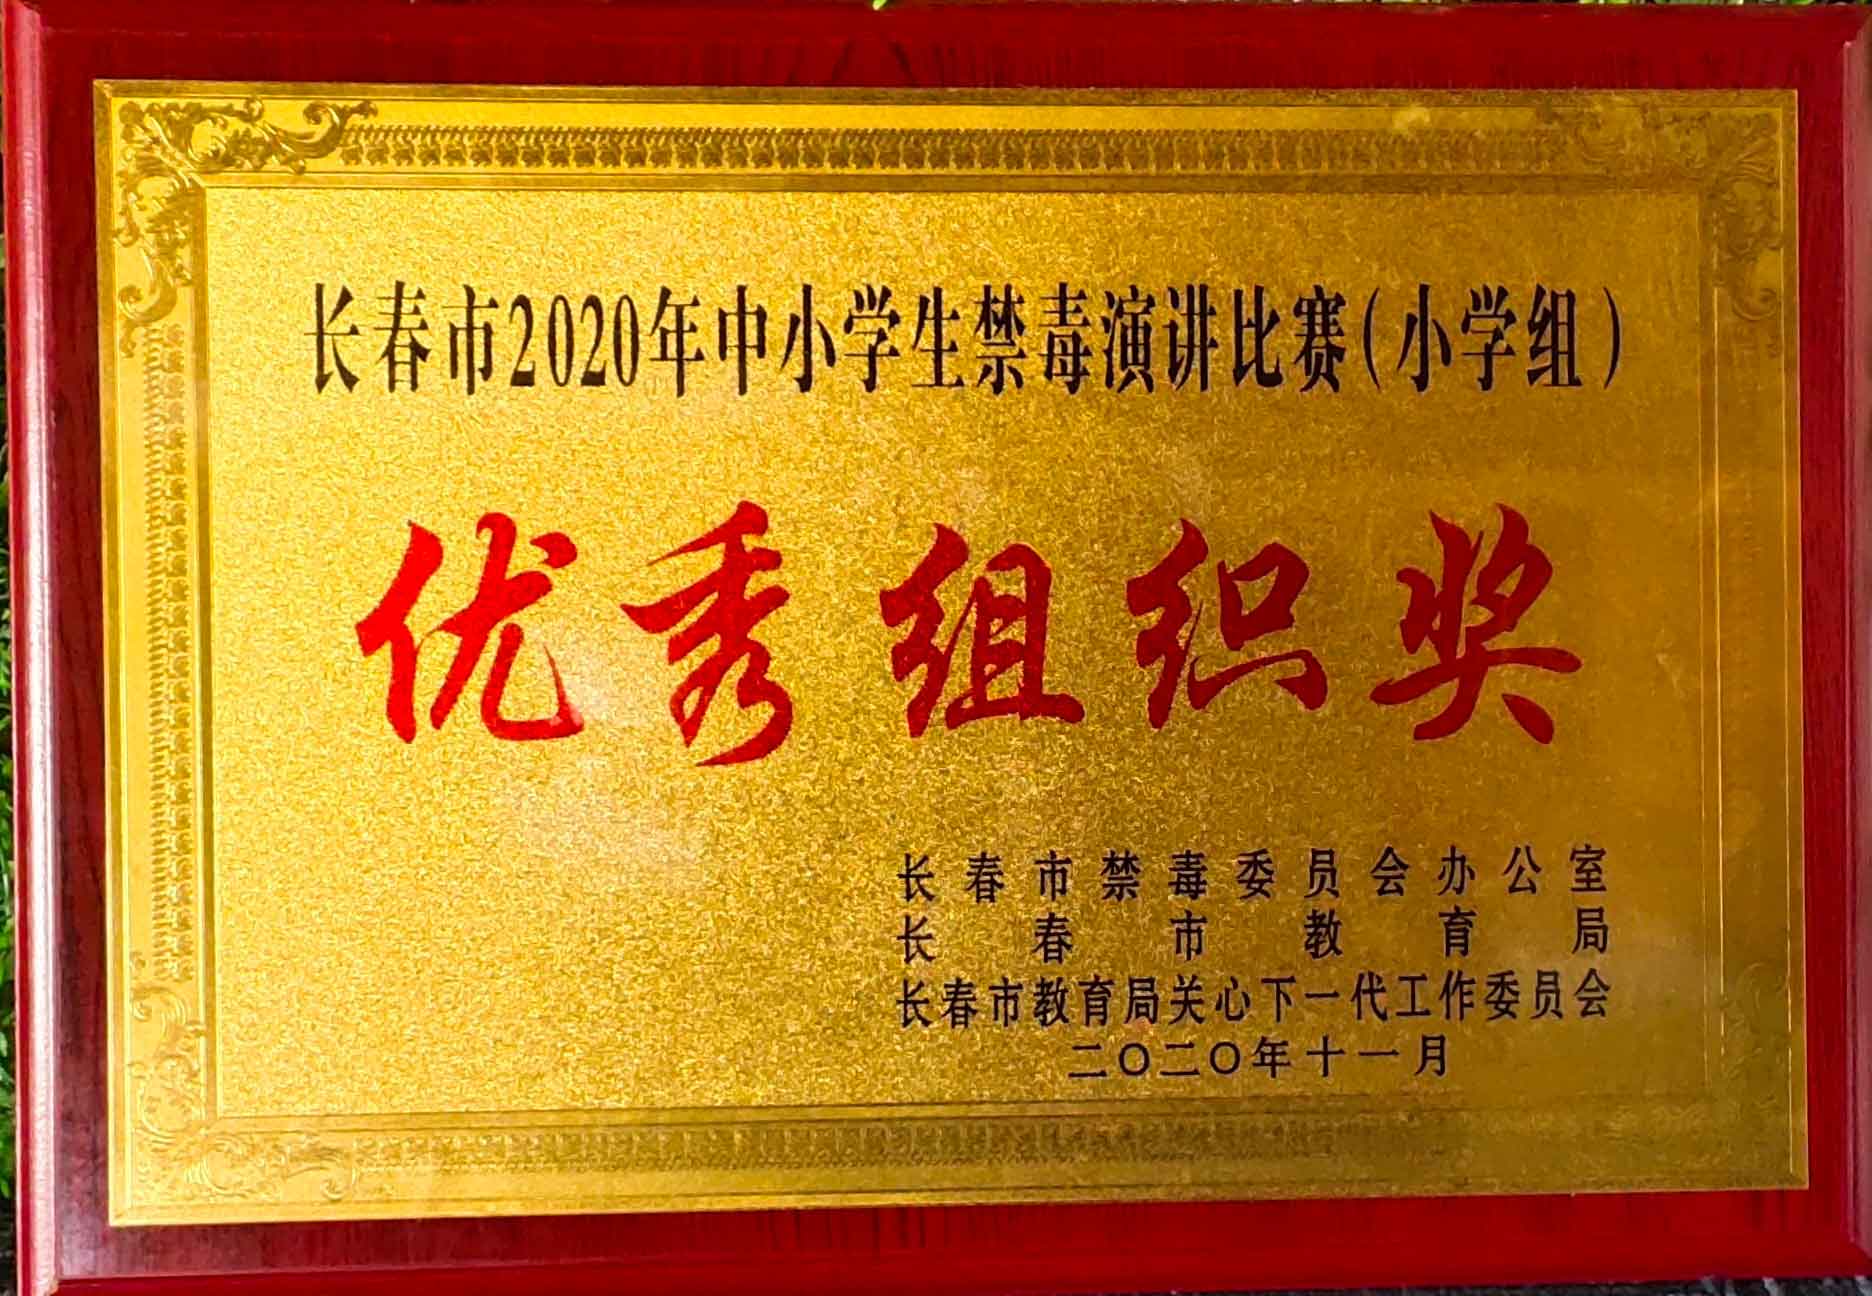 长春市2020年中小学生禁毒演讲比赛（小学组）
优秀组织奖
长春市禁毒委员会办公室
长春市教育局
长春市教育局关心下一代工作委员会
二〇二〇年十一月